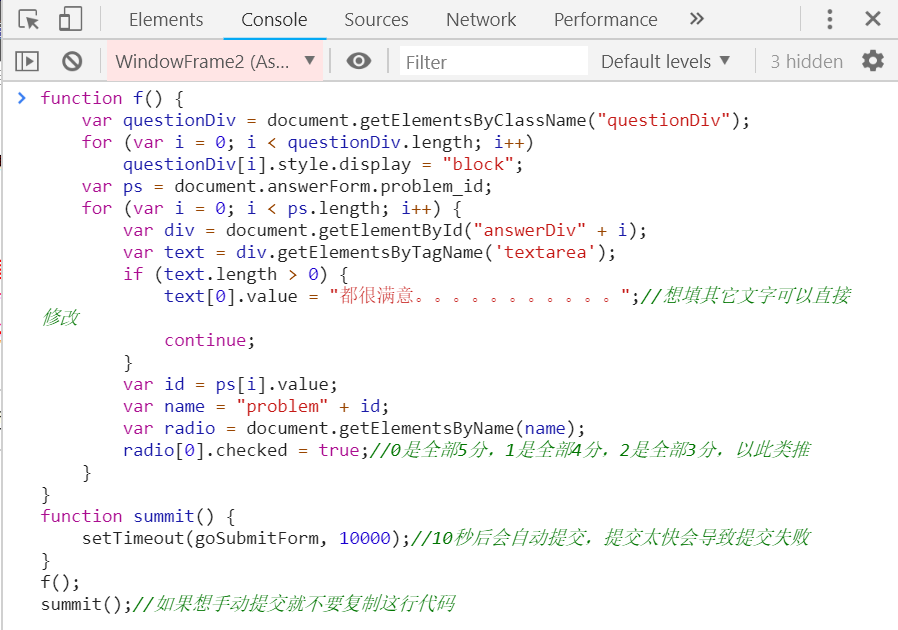 Elements Console Sources Network Performance »
WindowFrame2 (As... ▼ Filter Default levels ▼ 3 hidden
> function f() {
    var questionDiv = document.getElementsByClassName("questionDiv");
    for (var i = 0; i < questionDiv.length; i++)
        questionDiv[i].style.display = "block";
    var ps = document.answerForm.problem_id;
    for (var i = 0; i < ps.length; i++) {
        var div = document.getElementById("answerDiv" + i);
        var text = div.getElementsByTagName('textarea');
        if (text.length > 0) {
            text[0].value = "都很满意。。。。。。。。。。。";//想填其它文字可以直接
修改
            continue;
        }
        var id = ps[i].value;
        var name = "problem" + id;
        var radio = document.getElementsByName(name);
        radio[0].checked = true;//0是全部5分，1是全部4分，2是全部3分，以此类推
    }
}
function summit() {
    setTimeout(goSubmitForm, 10000);//10秒后会自动提交，提交太快会导致提交失败
}
f();
summit();//如果想手动提交就不要复制这行代码